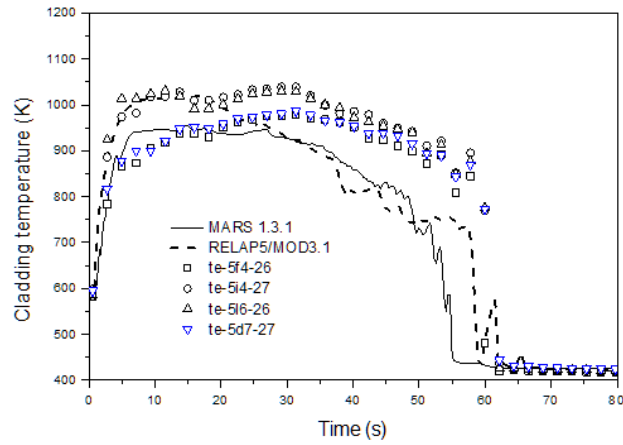 1200
1100
1000
900
800
700
600
500
400
Cladding temperature (K)
MARS 1.3.1
RELAP5/MOD3.1
te-5f4-26
te-5i4-27
te-5l6-26
te-5d7-27
0 10 20 30 40 50 60 70 80
Time (s)